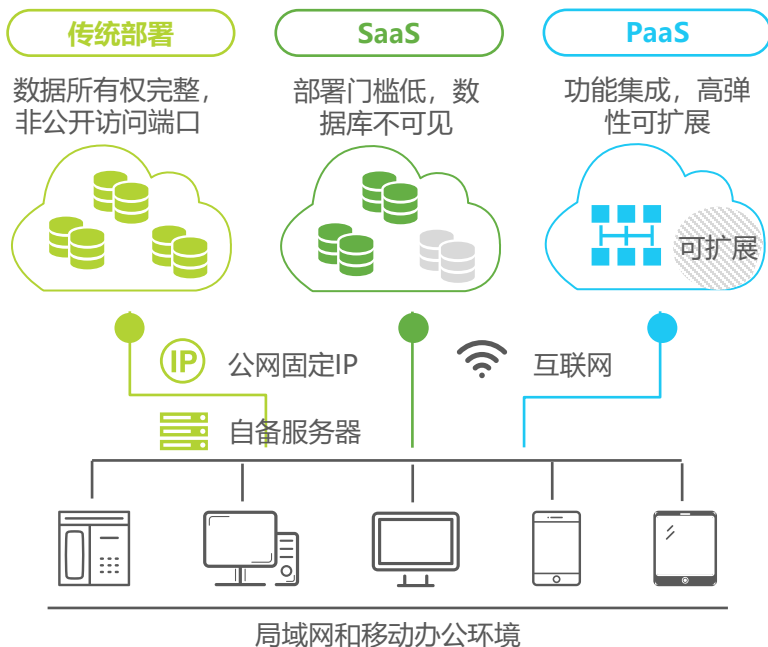 传统部署
SaaS
PaaS
数据所有权完整，
非公开访问端口
部署门槛低，数
据库不可见
功能集成，高弹
性可扩展
可扩展
IP
公网固定IP
互联网
自备服务器
局域网和移动办公环境